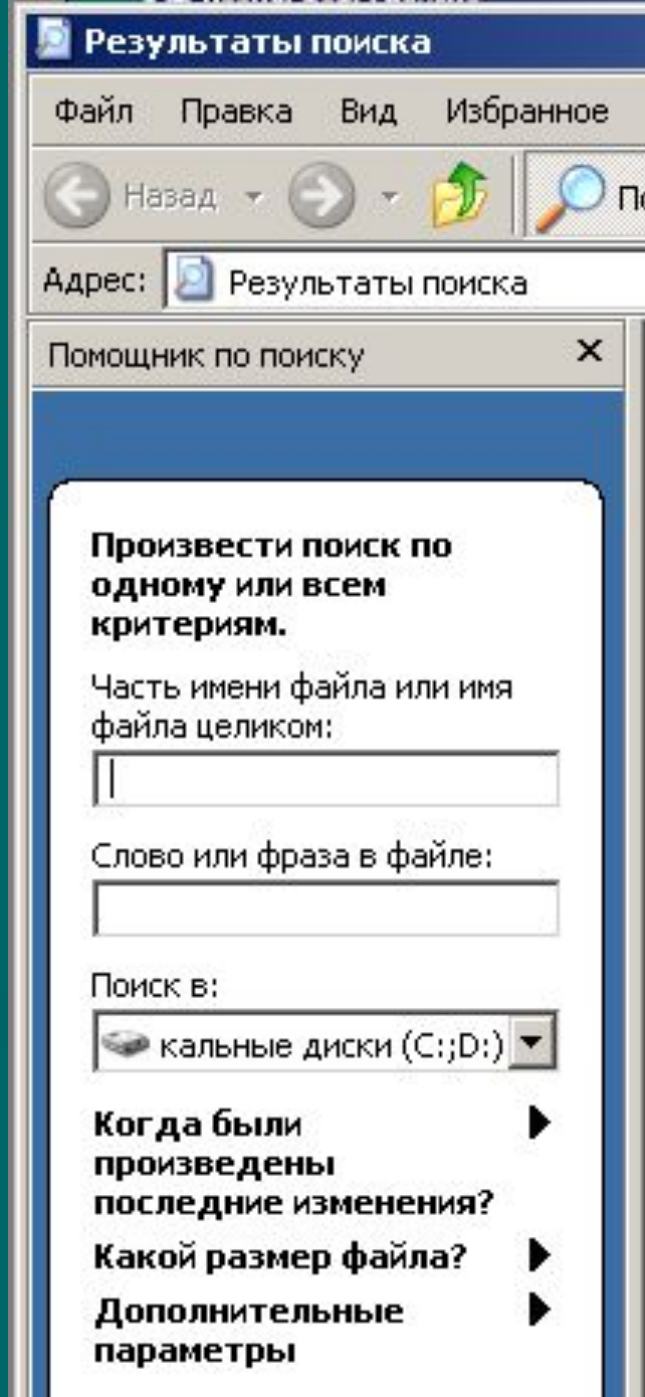 Результаты поиска
Файл Правка Вид Избранное
Назад
Адрес: Результаты поиска
Помощник по поиску
Произвести поиск по
одному или всем
критериям.
Часть имени файла или имя
файла целиком:
Слово или фраза в файле:
Поиск в:
кальные диски (C:;D:)
Когда были
произведены
последние изменения?
Какой размер файла?
Дополнительные
параметры